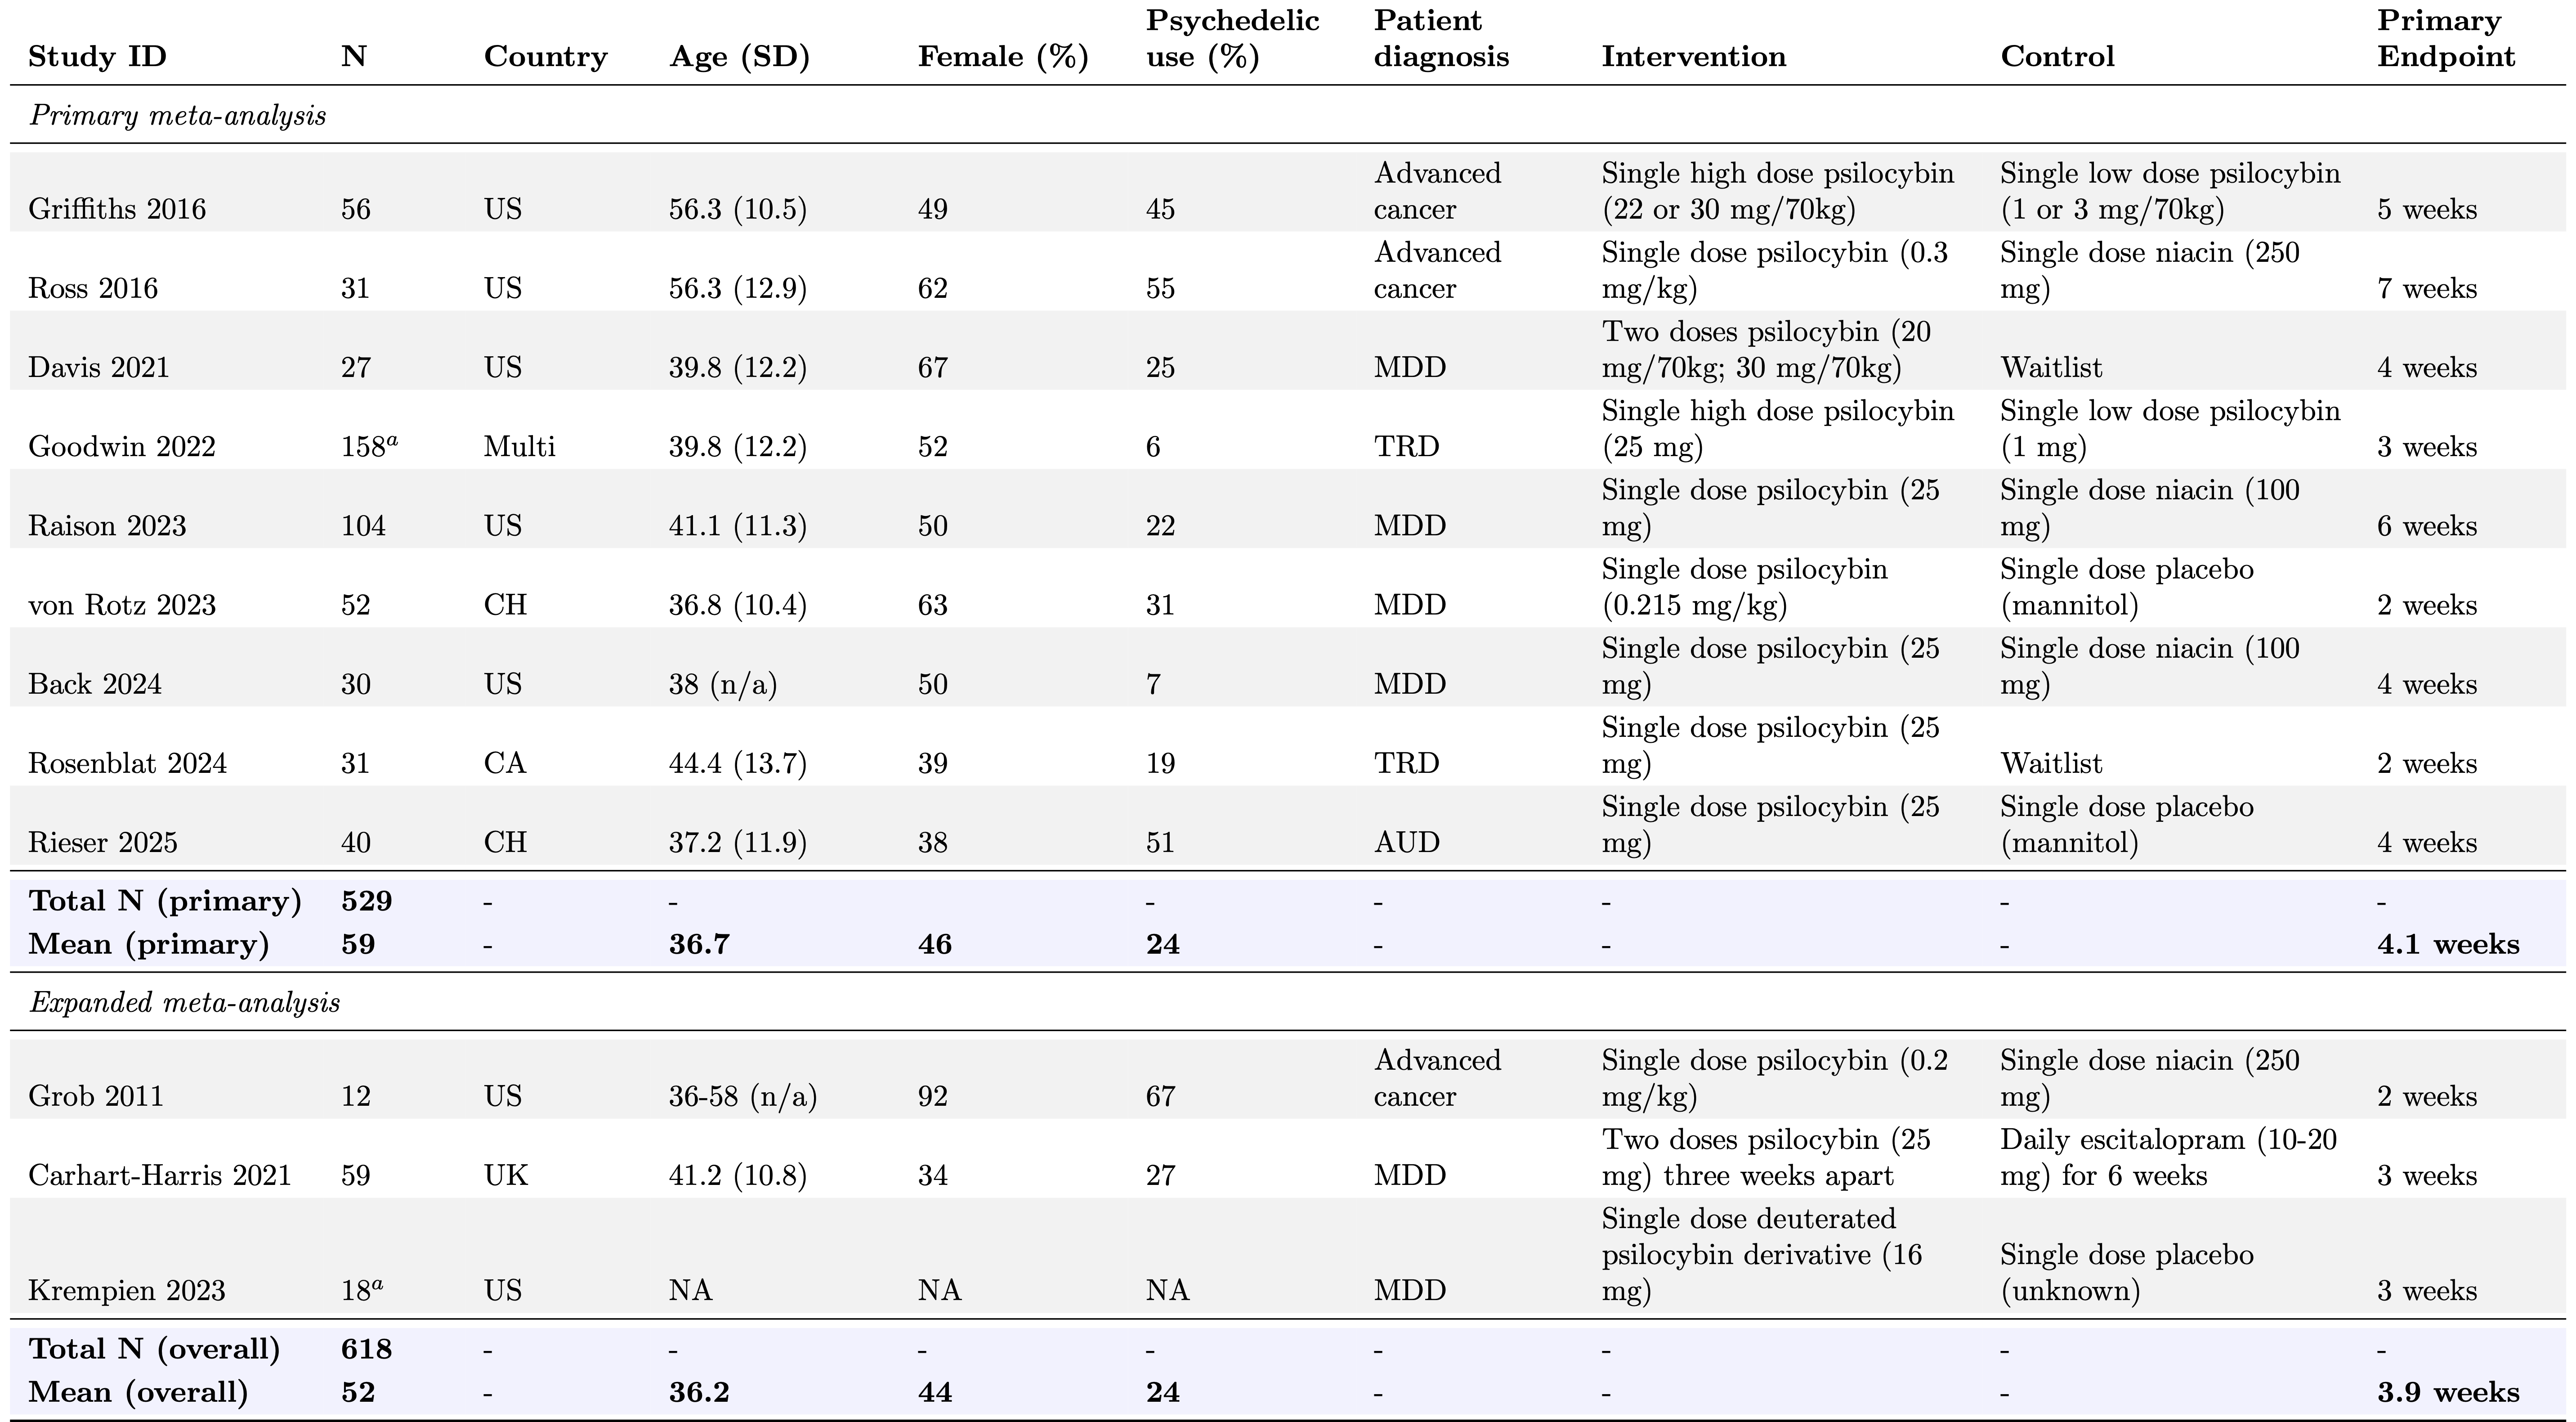 Study ID N Country Age (SD) Female (%) Psychedelic use (%) Patient diagnosis Intervention Control Primary Endpoint
Primary meta-analysis
Griffiths 2016 56 US 56.3 (10.5) 49 45 Advanced cancer Single high dose psilocybin (22 or 30 mg/70kg) Single low dose psilocybin (1 or 3 mg/70kg) 5 weeks
Ross 2016 31 US 56.3 (12.9) 62 55 Advanced cancer Single dose psilocybin (0.3 mg/kg) Single dose niacin (250 mg) 7 weeks
Davis 2021 27 US 39.8 (12.2) 67 25 MDD Two doses psilocybin (20 mg/70kg; 30 mg/70kg) Waitlist 4 weeks
Goodwin 2022 158a Multi 39.8 (12.2) 52 6 TRD Single high dose psilocybin (25 mg) Single low dose psilocybin (1 mg) 3 weeks
Raison 2023 104 US 41.1 (11.3) 50 22 MDD Single dose psilocybin (25 mg) Single dose niacin (100 mg) 6 weeks
von Rotz 2023 52 CH 36.8 (10.4) 63 31 MDD Single dose psilocybin (0.215 mg/kg) Single dose placebo (mannitol) 2 weeks
Back 2024 30 US 38 (n/a) 50 7 MDD Single dose psilocybin (25 mg) Single dose niacin (100 mg) 4 weeks
Rosenblat 2024 31 CA 44.4 (13.7) 39 19 TRD Single dose psilocybin (25 mg) Waitlist 2 weeks
Rieser 2025 40 CH 37.2 (11.9) 38 51 AUD Single dose psilocybin (25 mg) Single dose placebo (mannitol) 4 weeks
Total N (primary) 529 - - - - - - -
Mean (primary) 59 - 36.7 46 24 - - - 4.1 weeks
Expanded meta-analysis
Grob 2011 12 US 36-58 (n/a) 92 67 Advanced cancer Single dose psilocybin (0.2 mg/kg) Single dose niacin (250 mg) 2 weeks
Carhart-Harris 2021 59 UK 41.2 (10.8) 34 27 MDD Two doses psilocybin (25 mg) three weeks apart Daily escitalopram (10-20 mg) for 6 weeks 3 weeks
Krempien 2023 18a US NA NA NA MDD Single dose deuterated psilocybin derivative (16 mg) Single dose placebo (unknown) 3 weeks
Total N (overall) 618 - - - - - - - -
Mean (overall) 52 - 36.2 44 24 - - - 3.9 weeks